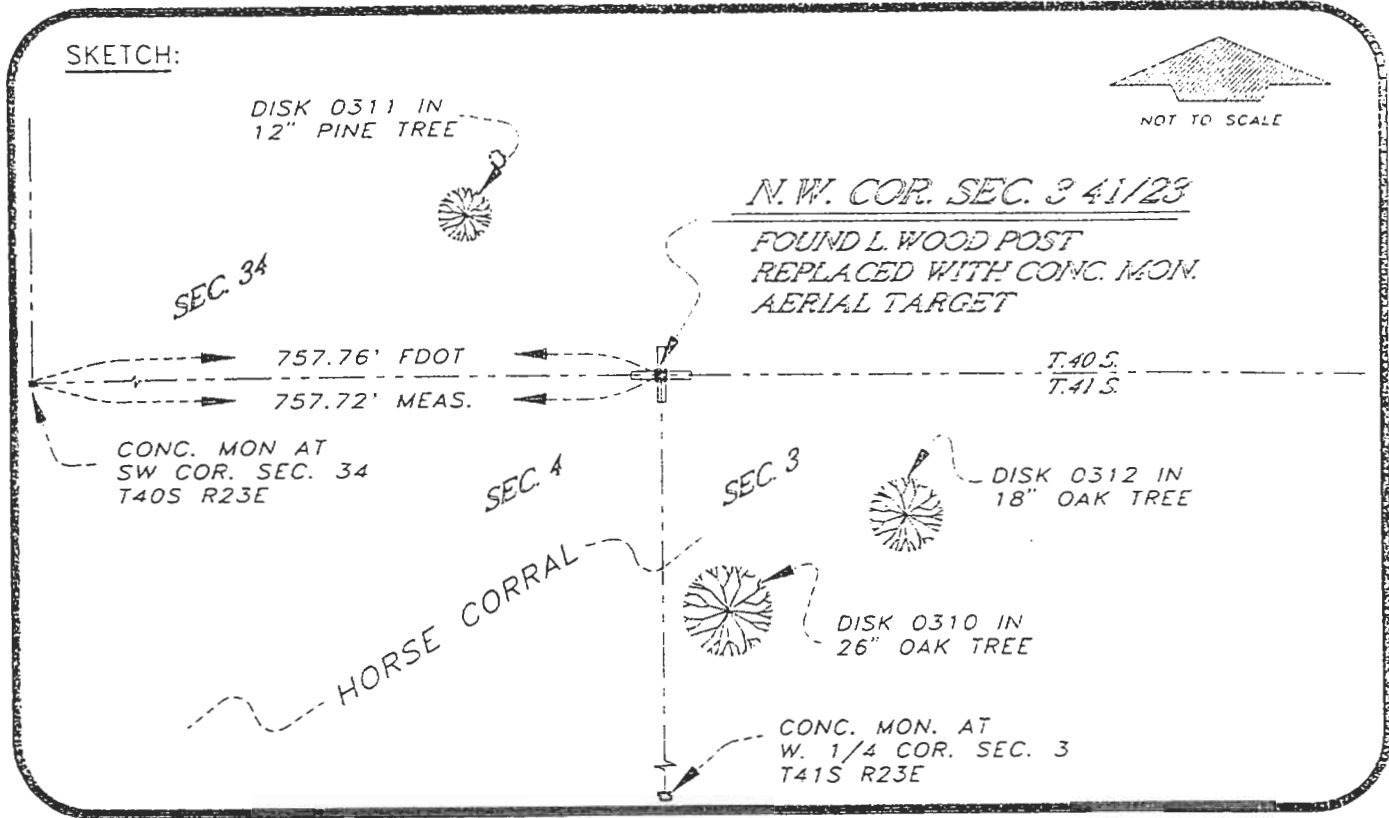 SKETCH:
DISK 0311 IN
12" PINE TREE
NOT TO SCALE
N.W. COR. SEC. 3 41/23
FOUND L. WOOD POST
REPLACED WITH CONC. MON.
AERIAL TARGET
SEC. 34
757.76' FDOT
757.72' MEAS.
T.40 S.
T.41 S.
CONC. MON AT
SW COR. SEC. 34
T40S R23E
SEC. 4
SEC. 3
DISK 0312 IN
18" OAK TREE
HORSE CORRAL
DISK 0310 IN
26" OAK TREE
CONC. MON. AT
W. 1/4 COR. SEC. 3
T41S R23E